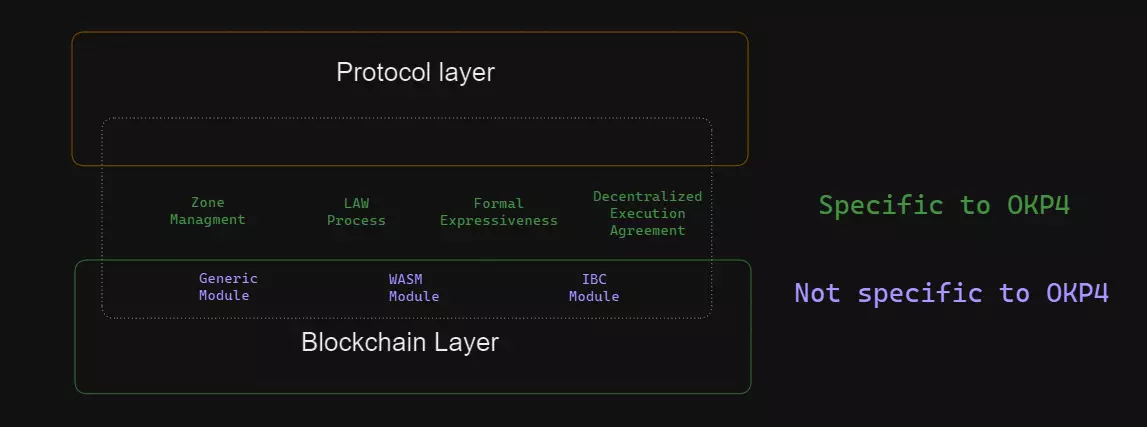 Protocol layer
Zone
Managment
LAW
Process
Formal
Expressiveness
Decentralized
Execution
Agreement
Specific to OKP4
Generic
Module
WASM
Module
IBC
Module
Not specific to OKP4
Blockchain Layer